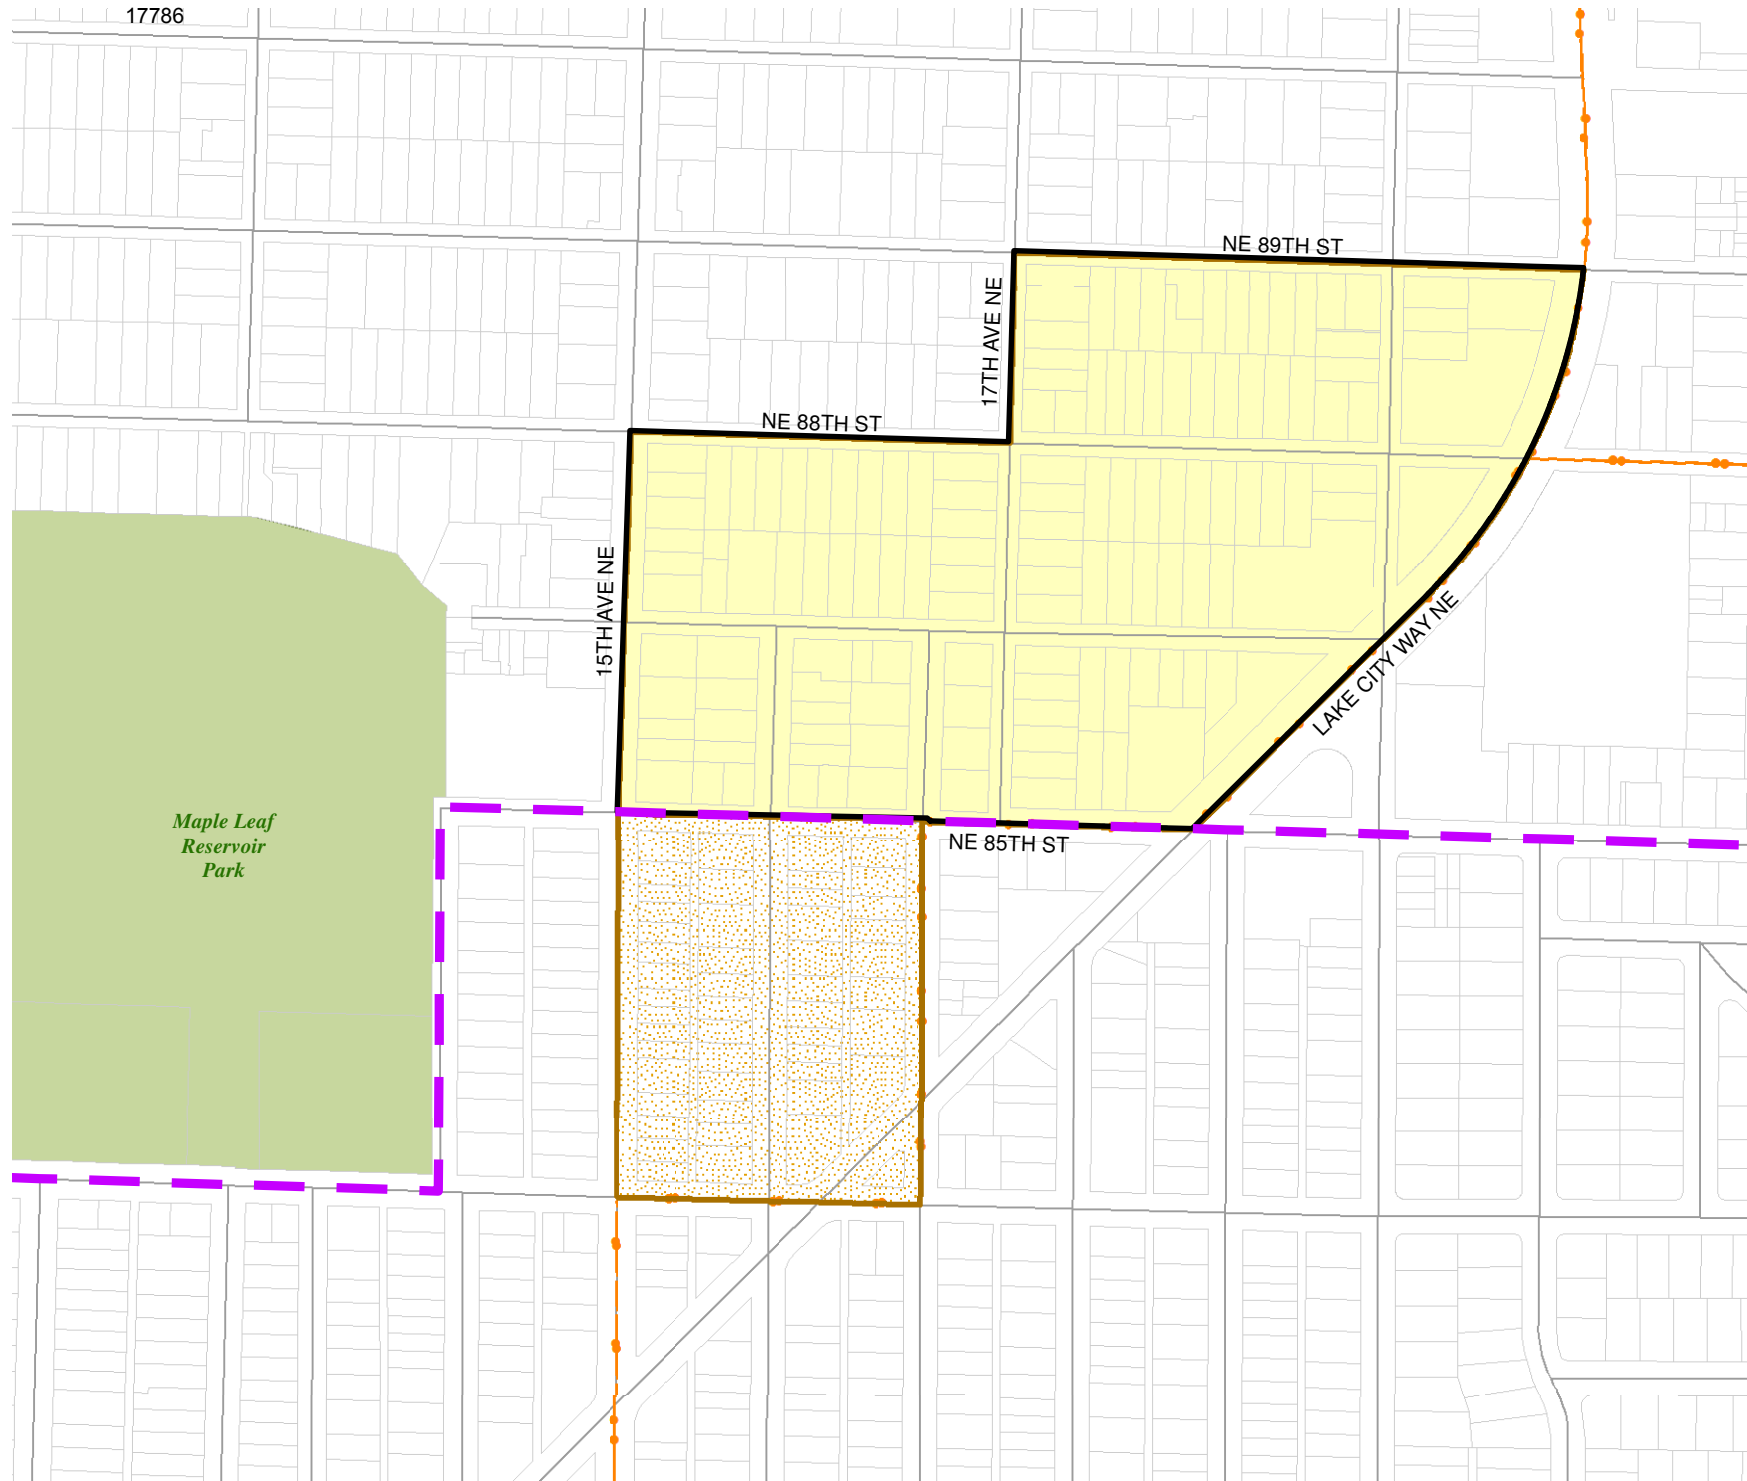 17786
NE 89TH ST
17TH AVE NE
NE 88TH ST
15TH AVE NE
LAKE CITY WAY NE
Maple Leaf
Reservoir
Park
NE 85TH ST